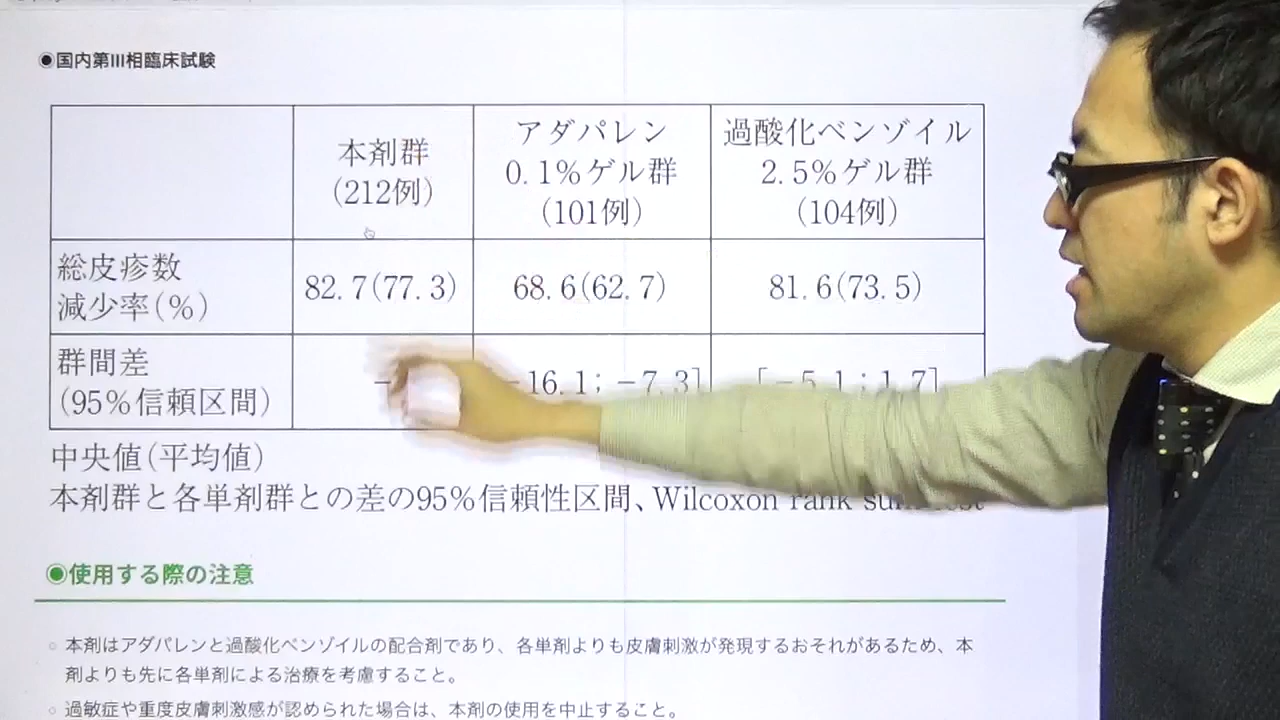 ◉国内第III相臨床試験
本剤群
(212例)
アダパレン
0.1%ゲル群
(101例)
過酸化ベンゾイル
2.5%ゲル群
(104例)
総皮疹数
減少率(%)
82.7(77.3)
68.6(62.7)
81.6(73.5)
群間差
(95%信頼区間)
−
−16.1;−7.3]
[−5.1;1.7]
中央値(平均値)
本剤群と各単剤群との差の95%信頼性区間、Wilcoxon rank
◉使用する際の注意
○ 本剤はアダパレンと過酸化ベンゾイルの配合剤であり、各単剤よりも皮膚刺激が発現するおそれがあるため、本
剤よりも先に各単剤による治療を考慮すること。
○ 過敏症や重度皮膚刺激感が認められた場合は、本剤の使用を中止すること。